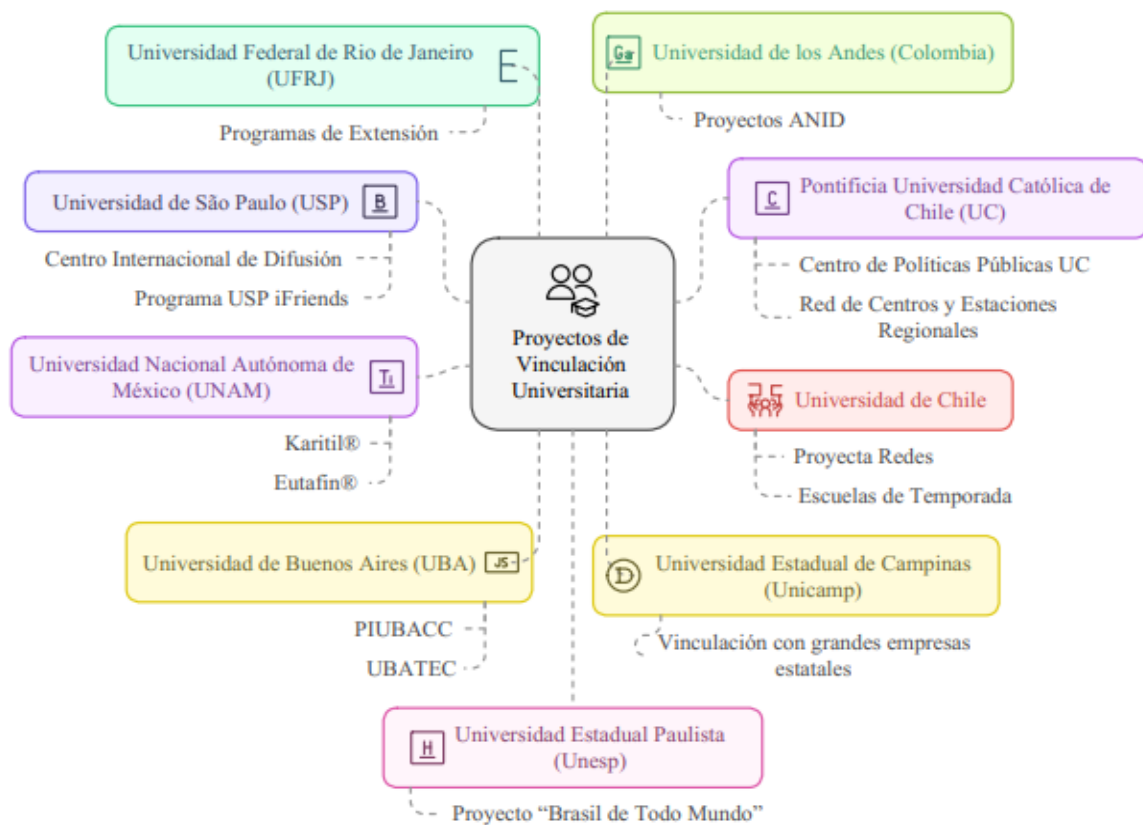 Universidad Federal de Rio de Janeiro
(UFRJ)
E
Programas de Extensión
Ga
Universidad de los Andes (Colombia)
Proyectos ANID
Universidad de São Paulo (USP)
B
Centro Internacional de Difusión
Programa USP iFriends
C
Pontificia Universidad Católica de
Chile (UC)
Centro de Políticas Públicas UC
Red de Centros y Estaciones
Regionales
Proyectos de
Vinculación
Universitaria
Universidad Nacional Autónoma de
México (UNAM)
Ti
Karitil®
Eutafin®
Universidad de Chile
Proyecta Redes
Escuelas de Temporada
Universidad de Buenos Aires (UBA)
JS
PIUBACC
UBATEC
D
Universidad Estadual de Campinas
(Unicamp)
Vinculación con grandes empresas
estatales
H
Universidad Estadual Paulista
(Unesp)
Proyecto “Brasil de Todo Mundo”